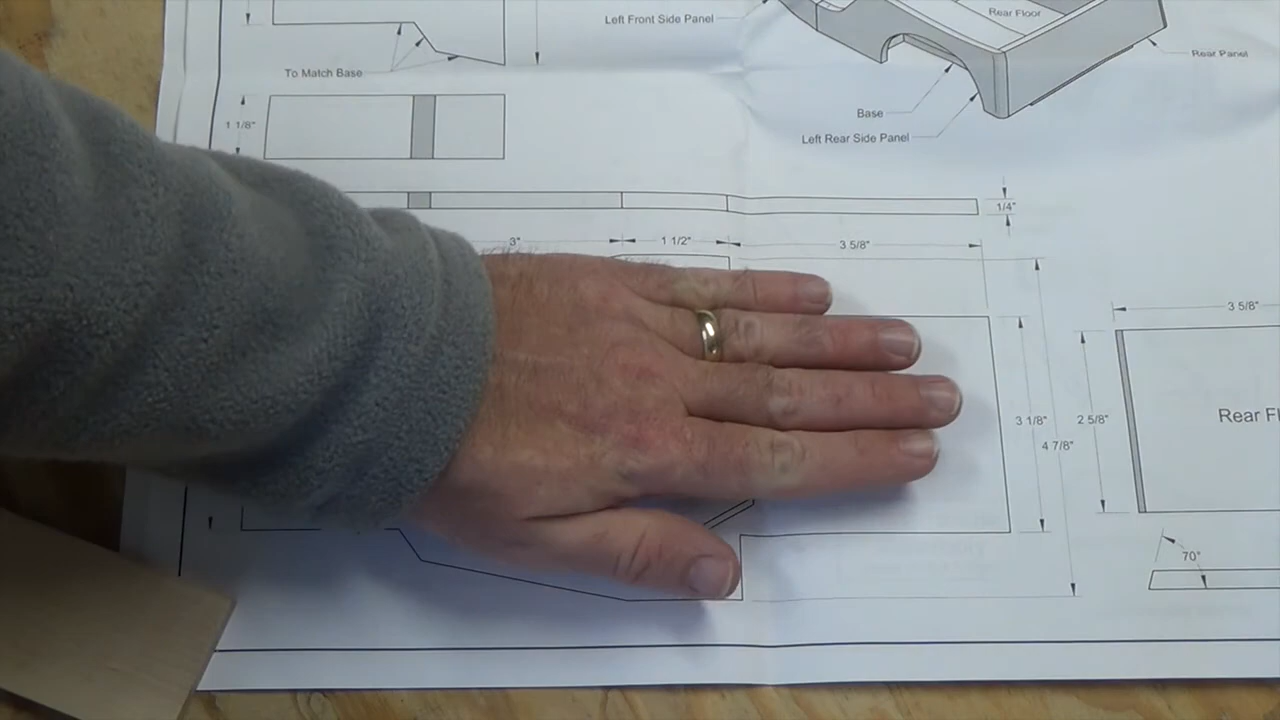 Left Front Side Panel
Rear Floor
Rear Panel
To Match Base
Base
1 1/8"
Left Rear Side Panel
1/4"
3"
1 1/2"
3 5/8"
3 5/8"
3 1/8"
2 5/8"
Rear Fl
4 7/8"
70°